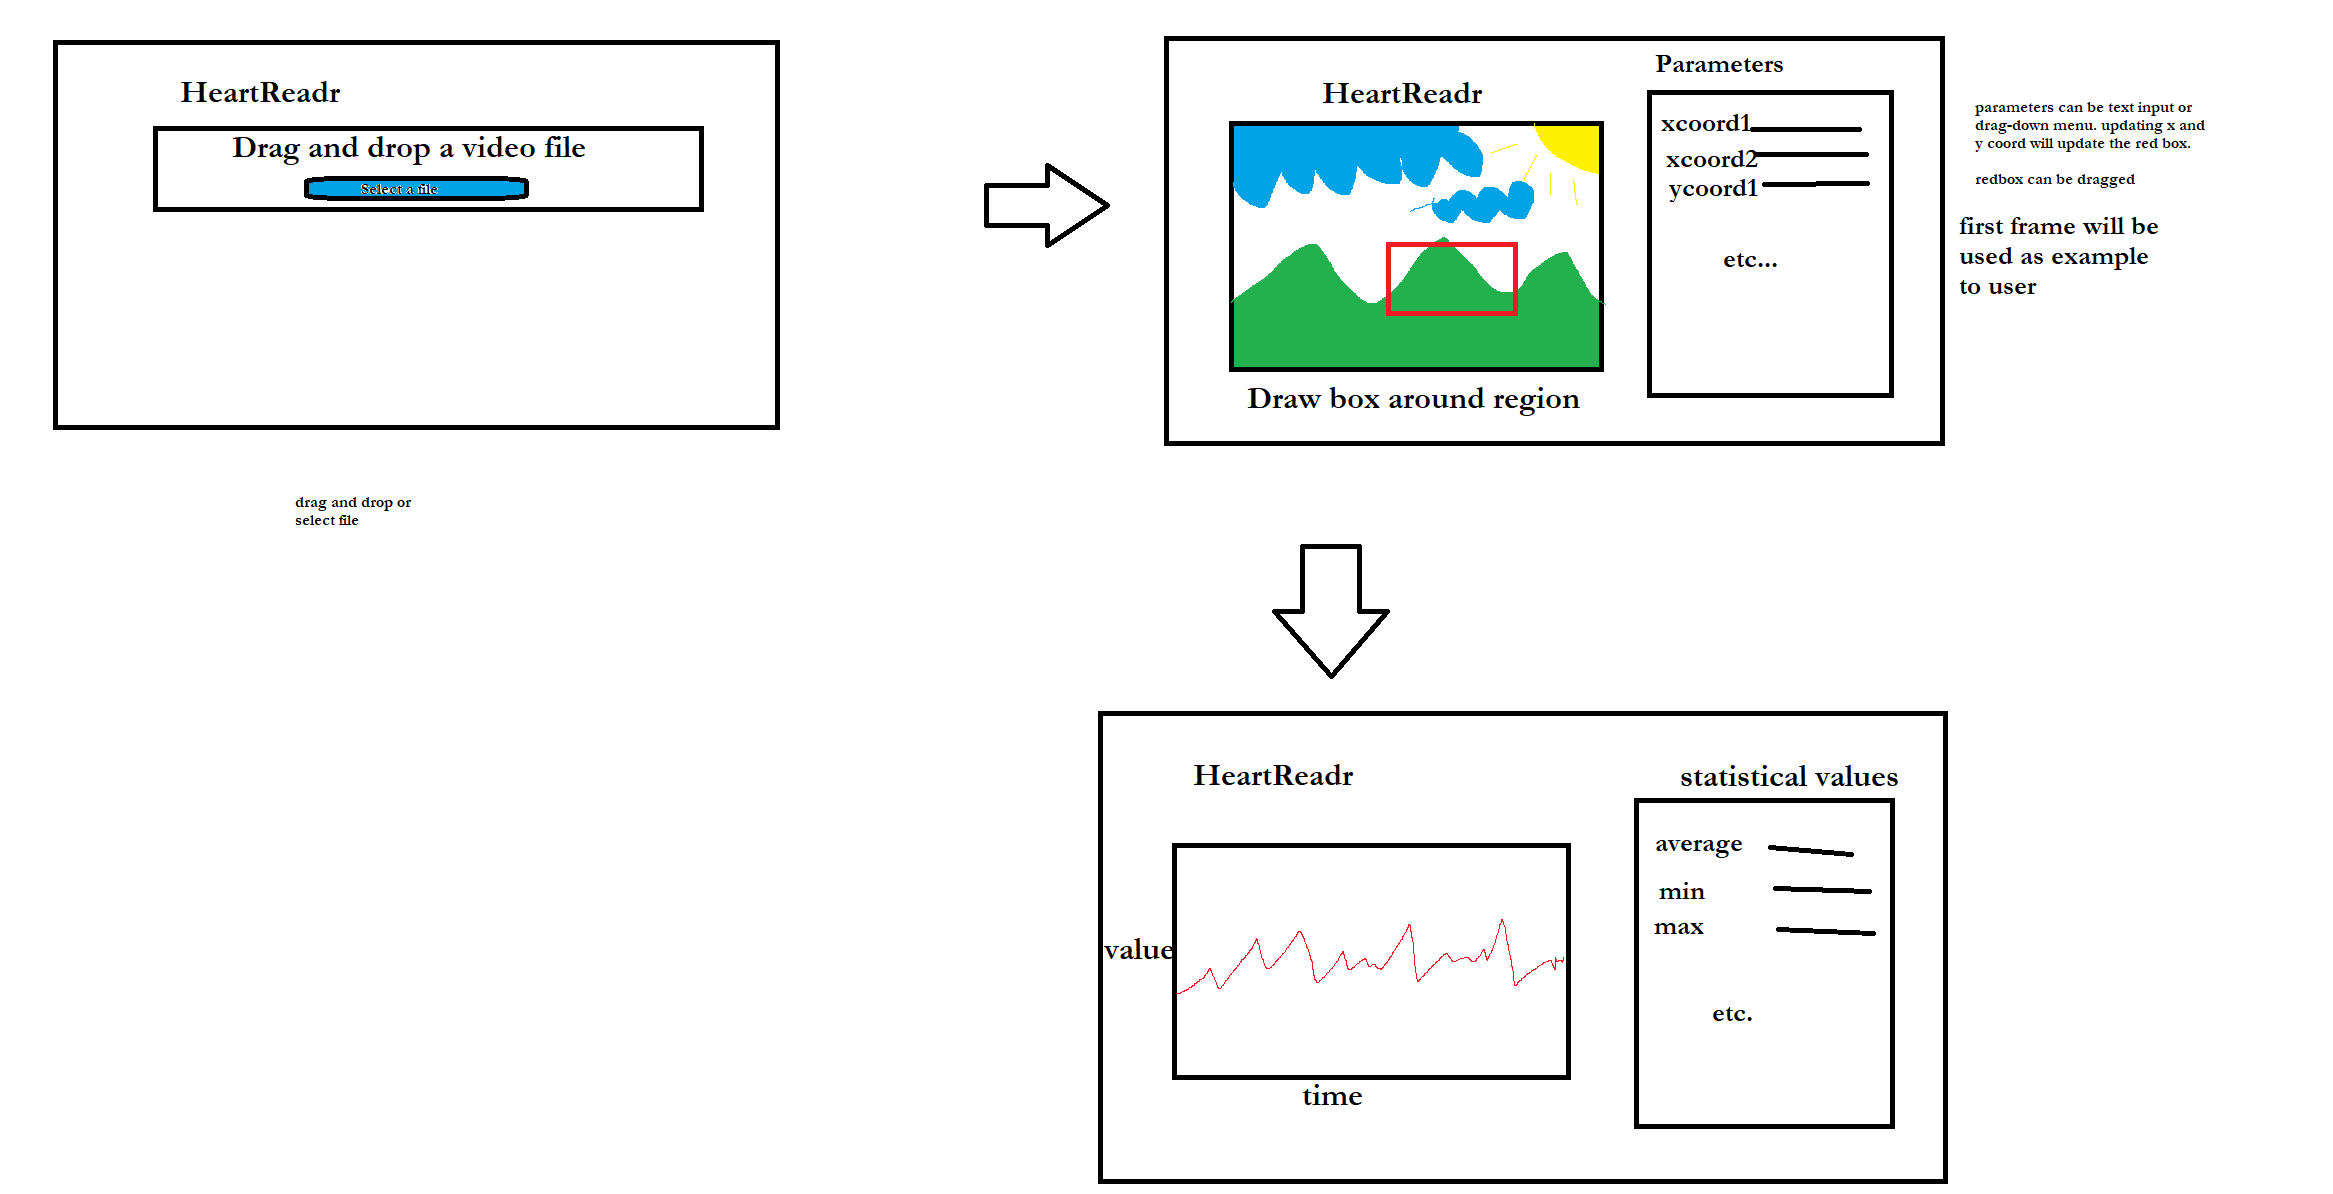 HeartReadr
Drag and drop a video file
Select a file
drag and drop or
select file
HeartReadr
Draw box around region
Parameters
xcoord1
xcoord2
ycoord1
etc...
parameters can be text input or
drag-down menu. updating x and
y coord will update the red box.
redbox can be dragged
first frame will be
used as example
to user
HeartReadr
value
time
statistical values
average
min
max
etc.